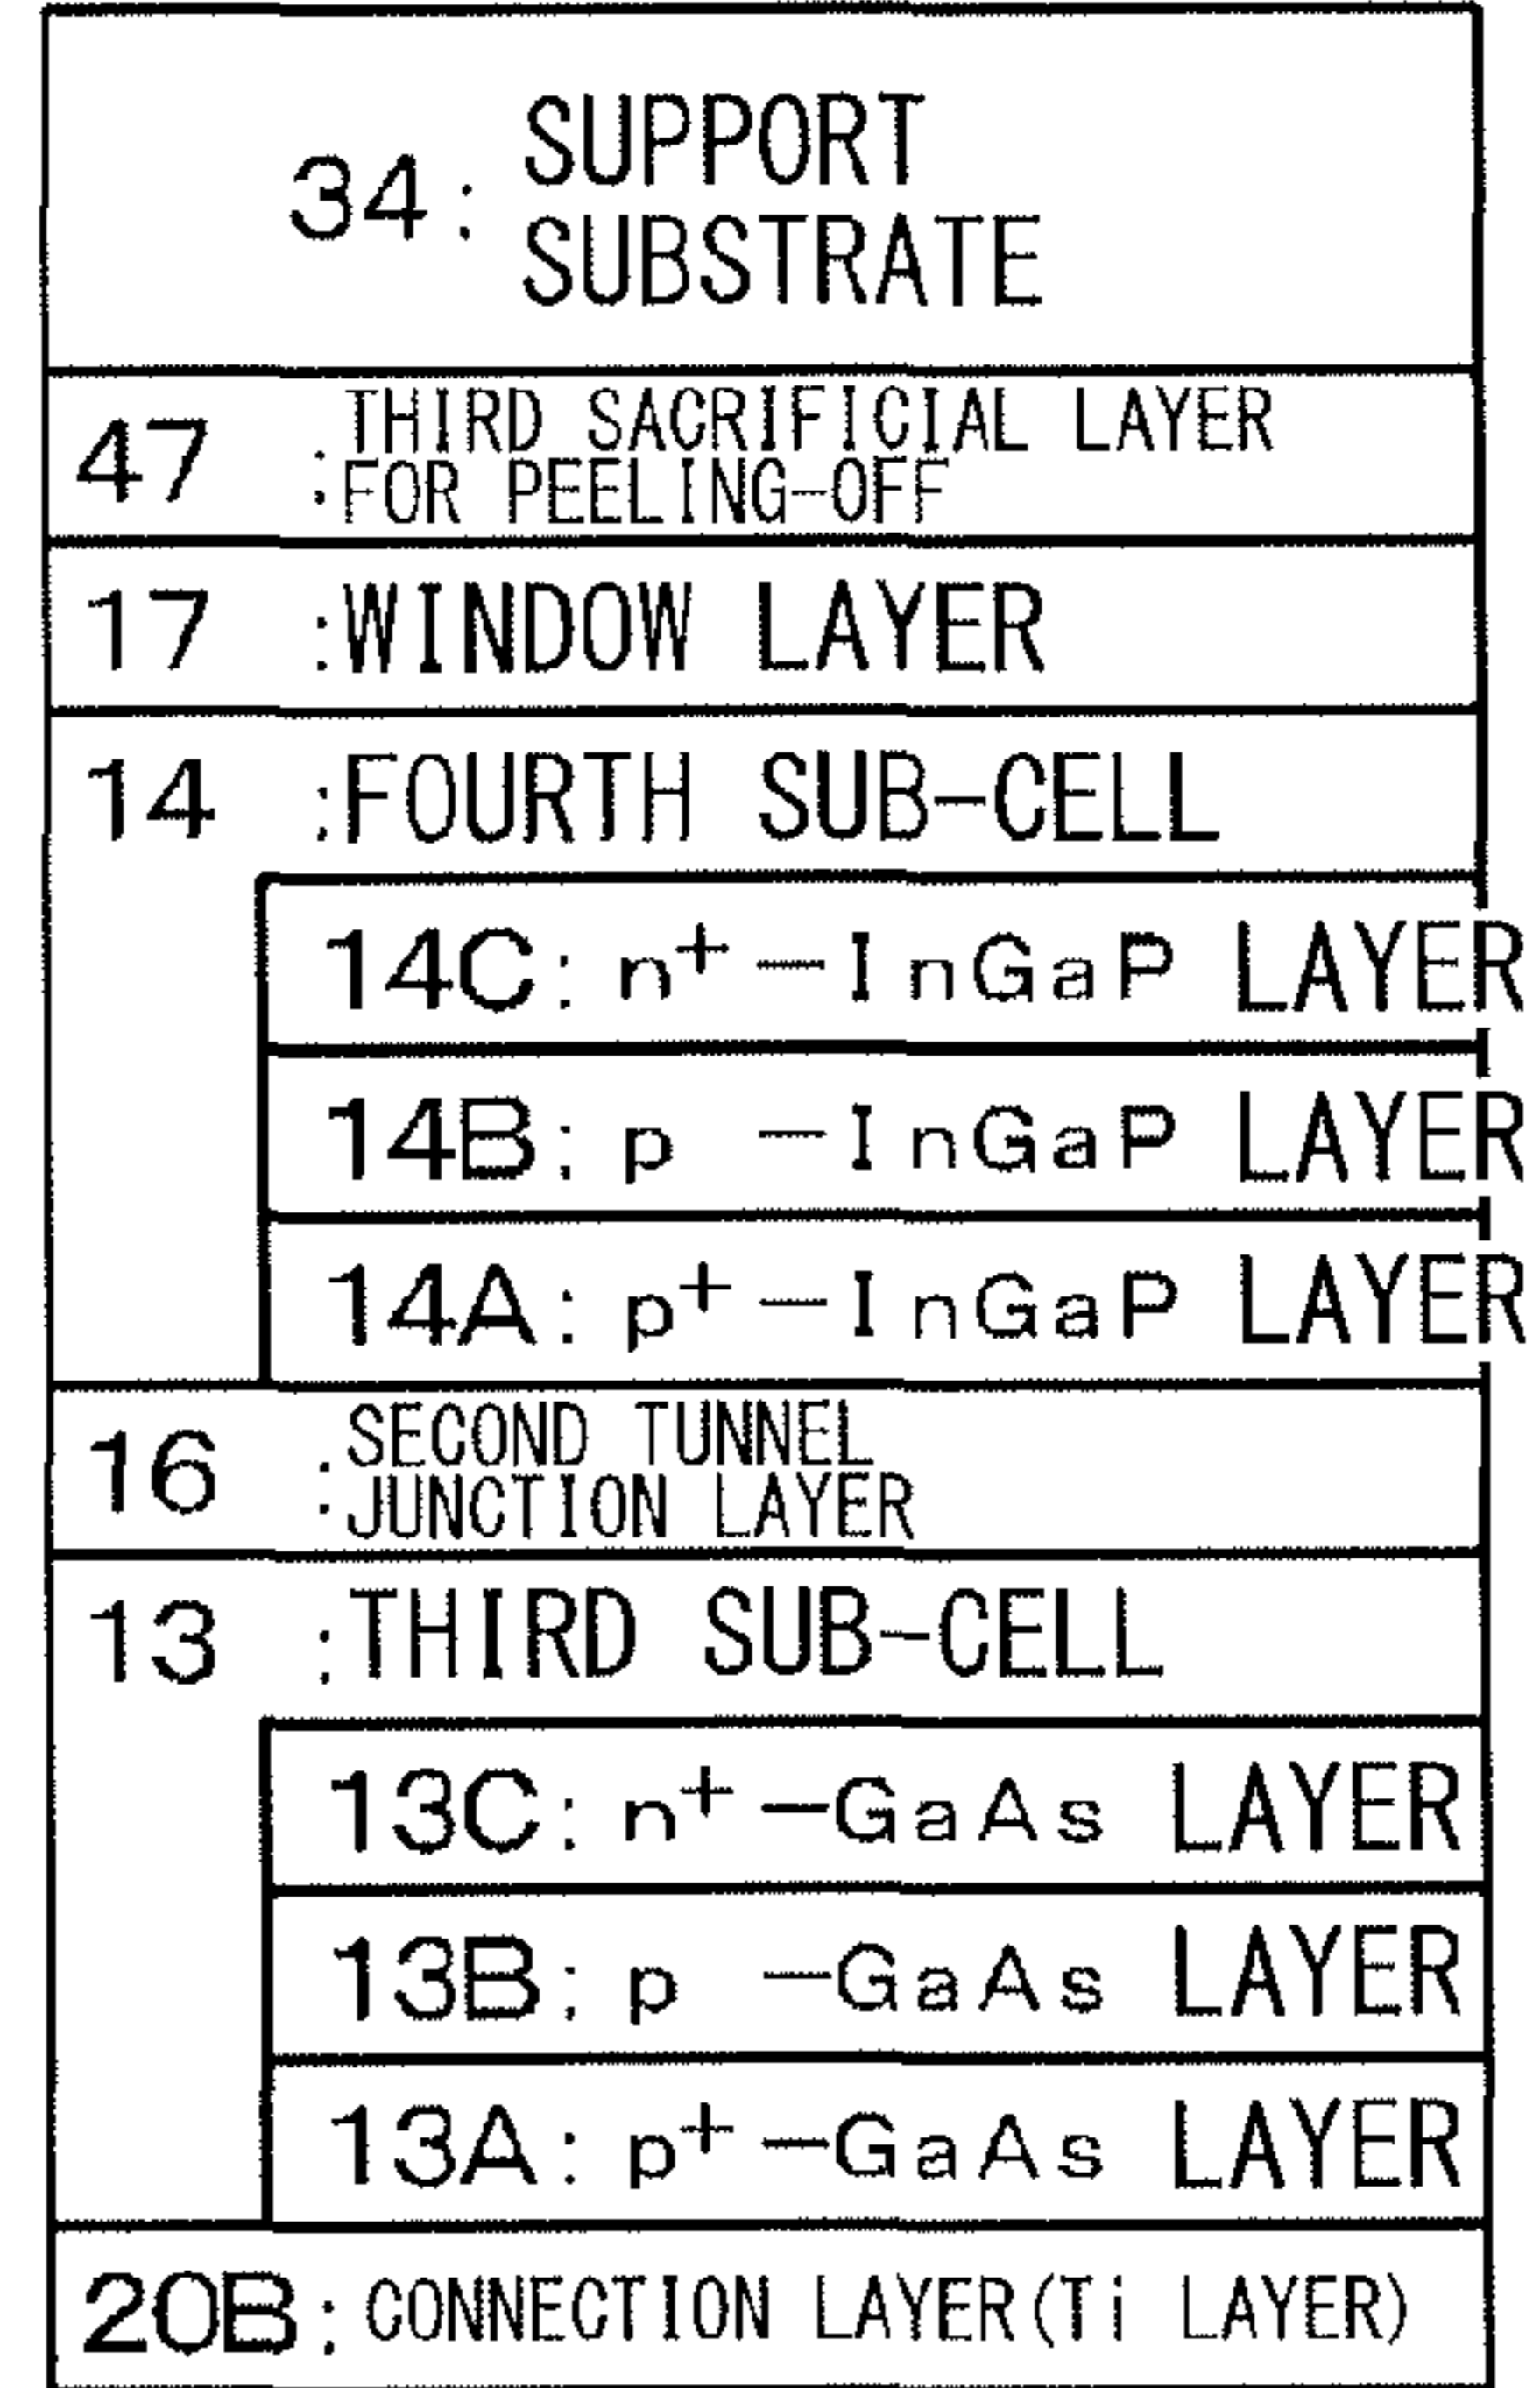 34: SUPPORT
SUBSTRATE
47 :THIRD SACRIFICIAL LAYER
FOR PEELING-OFF
17 :WINDOW LAYER
14 :FOURTH SUB-CELL
14C: n⁺-InGaP LAYER
14B: p -InGaP LAYER
14A: p⁺-InGaP LAYER
16 :SECOND TUNNEL
JUNCTION LAYER
13 :THIRD SUB-CELL
13C: n⁺-GaAs LAYER
13B: p -GaAs LAYER
13A: p⁺-GaAs LAYER
20B: CONNECTION LAYER(Ti LAYER)